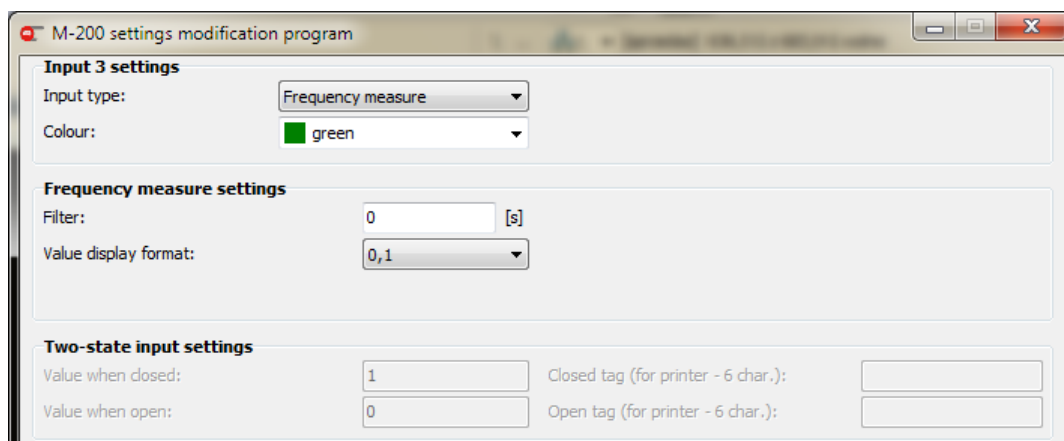 M-200 settings modification program
Input 3 settings
Input type: Frequency measure
Colour: green
Frequency measure settings
Filter: 0 [s]
Value display format: 0,1
Two-state input settings
Value when closed: 1 Closed tag (for printer - 6 char.):
Value when open: 0 Open tag (for printer - 6 char.):